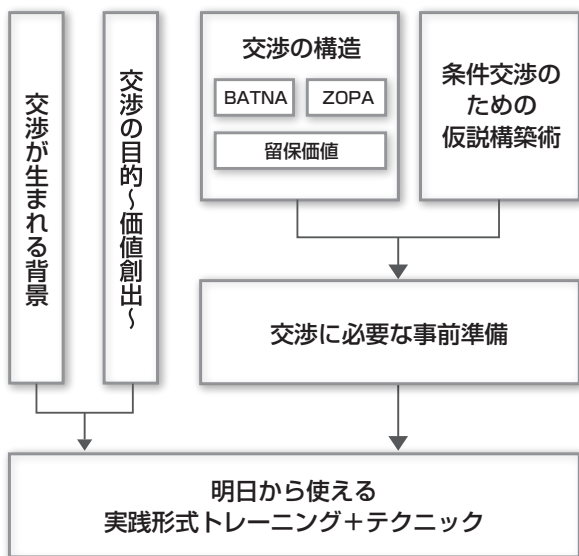 交渉が生まれる背景
交渉の目的～価値創出～
交渉の構造
BATNA
ZOPA
留保価値
条件交渉の
ための
仮説構築術
交渉に必要な事前準備
明日から使える
実践形式トレーニング＋テクニック